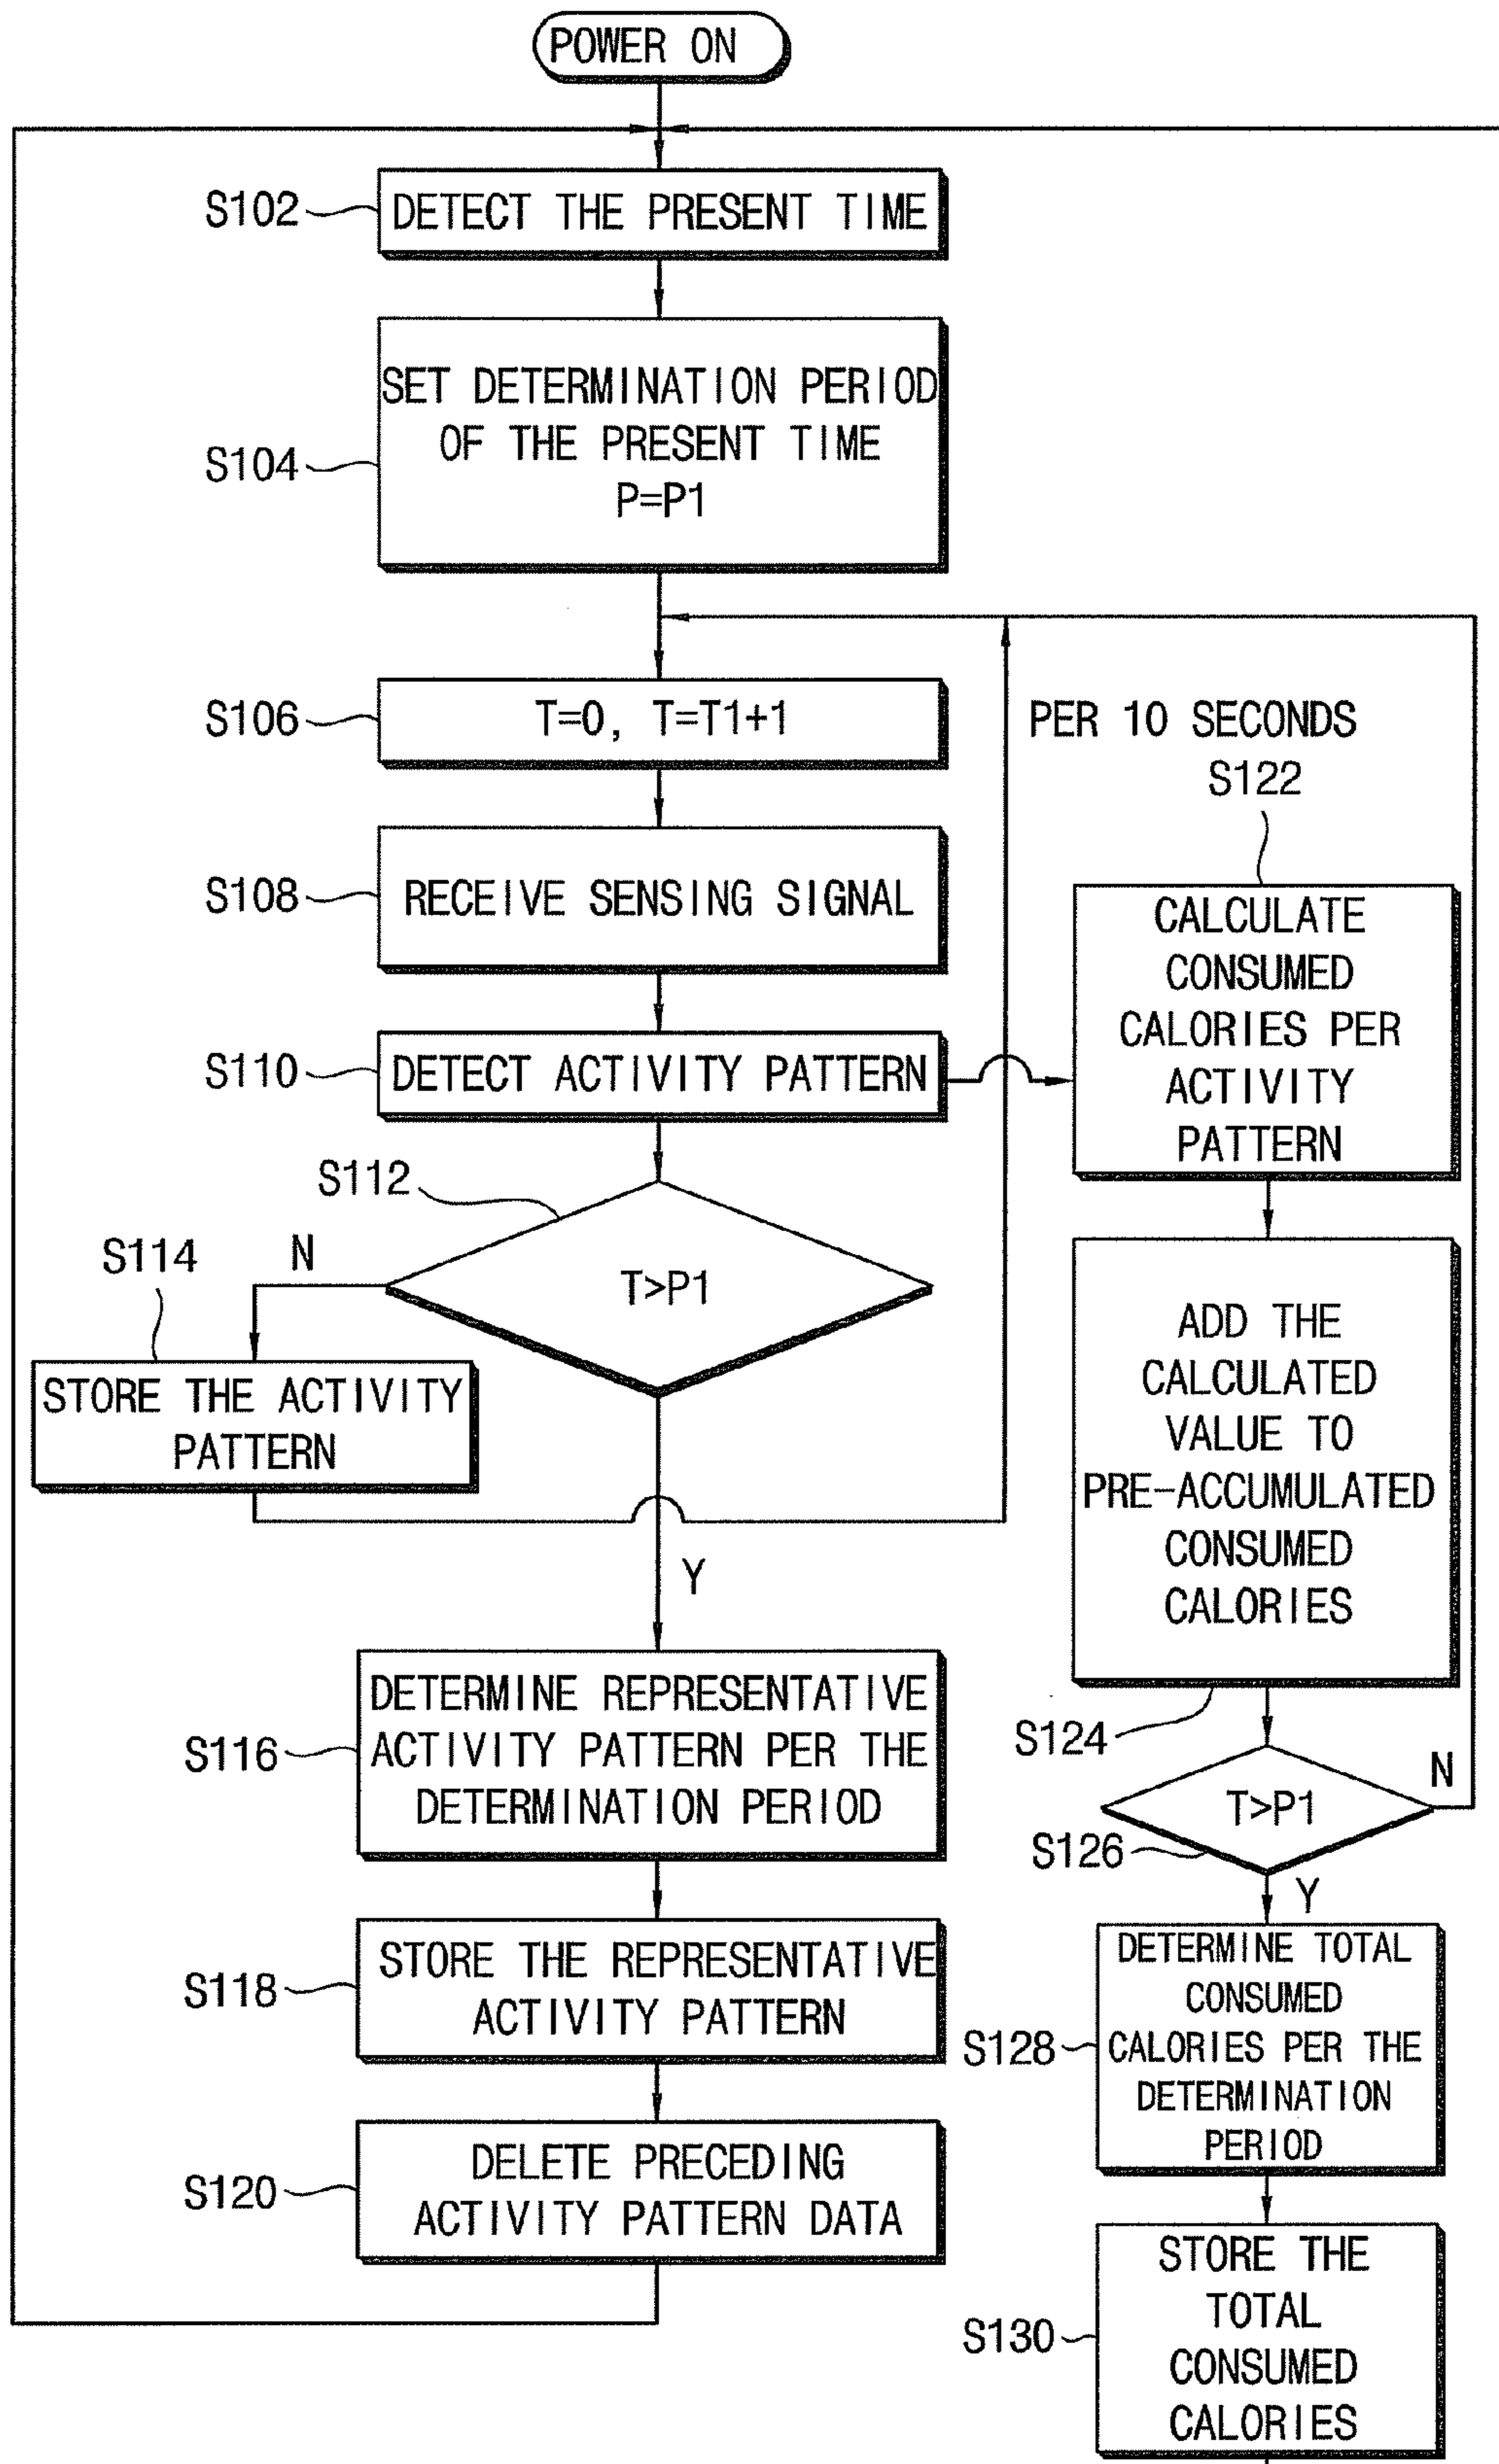 POWER ON
S102
DETECT THE PRESENT TIME
S104
SET DETERMINATION PERIOD
OF THE PRESENT TIME
P=P1
S106
T=0, T=T1+1
PER 10 SECONDS
S108
RECEIVE SENSING SIGNAL
S110
DETECT ACTIVITY PATTERN
S122
CALCULATE
CONSUMED
CALORIES PER
ACTIVITY
PATTERN
S112
T>P1
N
S114
STORE THE ACTIVITY
PATTERN
Y
ADD THE
CALCULATED
VALUE TO
PRE-ACCUMULATED
CONSUMED
CALORIES
S124
S116
DETERMINE REPRESENTATIVE
ACTIVITY PATTERN PER THE
DETERMINATION PERIOD
T>P1
N
S126
Y
S118
STORE THE REPRESENTATIVE
ACTIVITY PATTERN
S128
DETERMINE TOTAL
CONSUMED
CALORIES PER THE
DETERMINATION
PERIOD
S120
DELETE PRECEDING
ACTIVITY PATTERN DATA
S130
STORE THE
TOTAL
CONSUMED
CALORIES